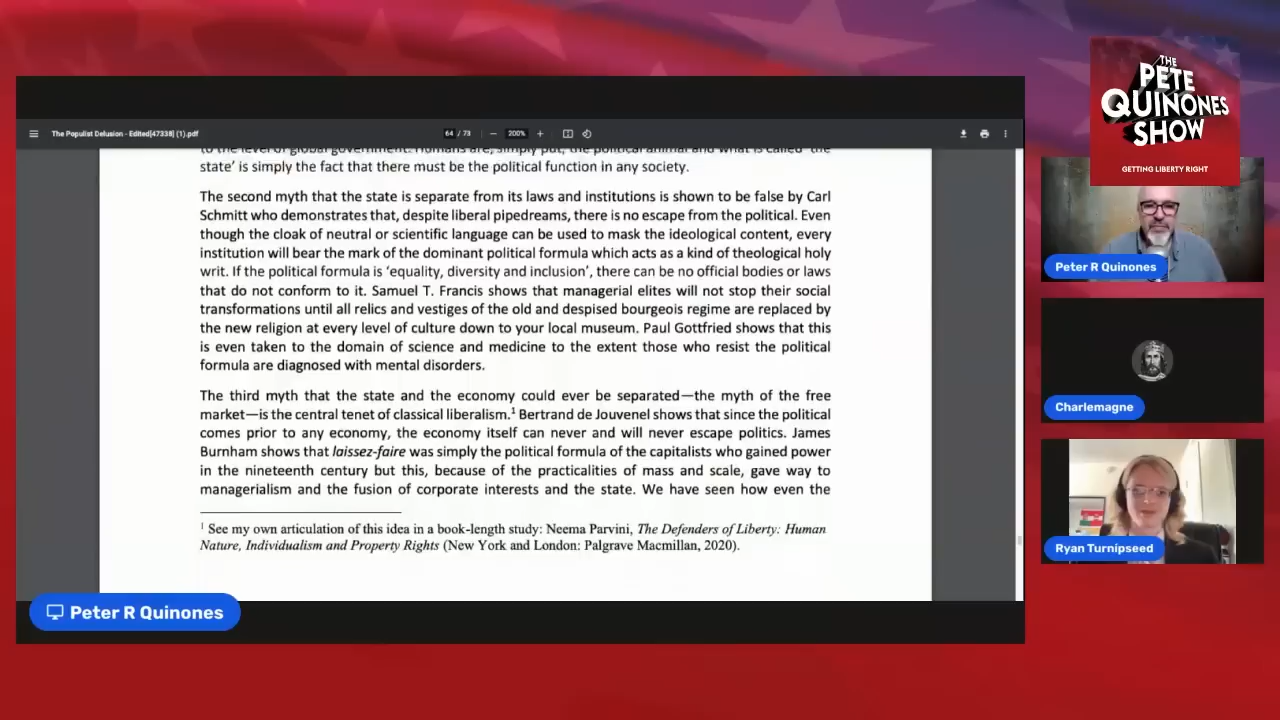 The Populist Delusion - Edited[47338] (1).pdf
64 / 73
200%
to the level of global government. Humans are, simply put, the political animal and what is called ‘the
state’ is simply the fact that there must be the political function in any society.
The second myth that the state is separate from its laws and institutions is shown to be false by Carl
Schmitt who demonstrates that, despite liberal pipedreams, there is no escape from the political. Even
though the cloak of neutral or scientific language can be used to mask the ideological content, every
institution will bear the mark of the dominant political formula which acts as a kind of theological holy
writ. If the political formula is ‘equality, diversity and inclusion’, there can be no official bodies or laws
that do not conform to it. Samuel T. Francis shows that managerial elites will not stop their social
transformations until all relics and vestiges of the old and despised bourgeois regime are replaced by
the new religion at every level of culture down to your local museum. Paul Gottfried shows that this
is even taken to the domain of science and medicine to the extent those who resist the political
formula are diagnosed with mental disorders.
The third myth that the state and the economy could ever be separated—the myth of the free
market—is the central tenet of classical liberalism.¹ Bertrand de Jouvenel shows that since the political
comes prior to any economy, the economy itself can never and will never escape politics. James
Burnham shows that laissez-faire was simply the political formula of the capitalists who gained power
in the nineteenth century but this, because of the practicalities of mass and scale, gave way to
managerialism and the fusion of corporate interests and the state. We have seen how even the
¹ See my own articulation of this idea in a book-length study: Neema Parvini, The Defenders of Liberty: Human
Nature, Individualism and Property Rights (New York and London: Palgrave Macmillan, 2020).
Peter R Quinones
THE
PETE
QUINONES
SHOW
GETTING LIBERTY RIGHT
Peter R Quinones
Charlemagne
Ryan Turnipseed